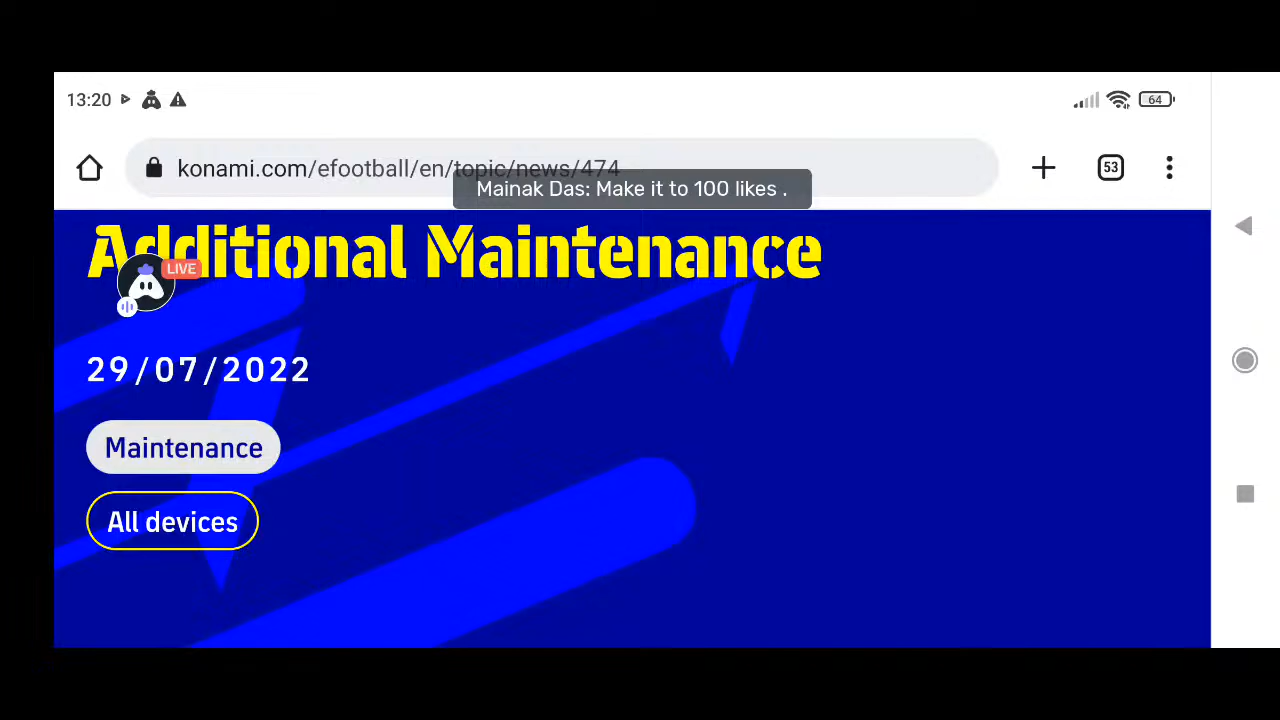 13:20
64
konami.com/efootball/en/topic/news/474
53
Mainak Das: Make it to 100 likes .
Additional Maintenance
LIVE
29/07/2022
Maintenance
All devices